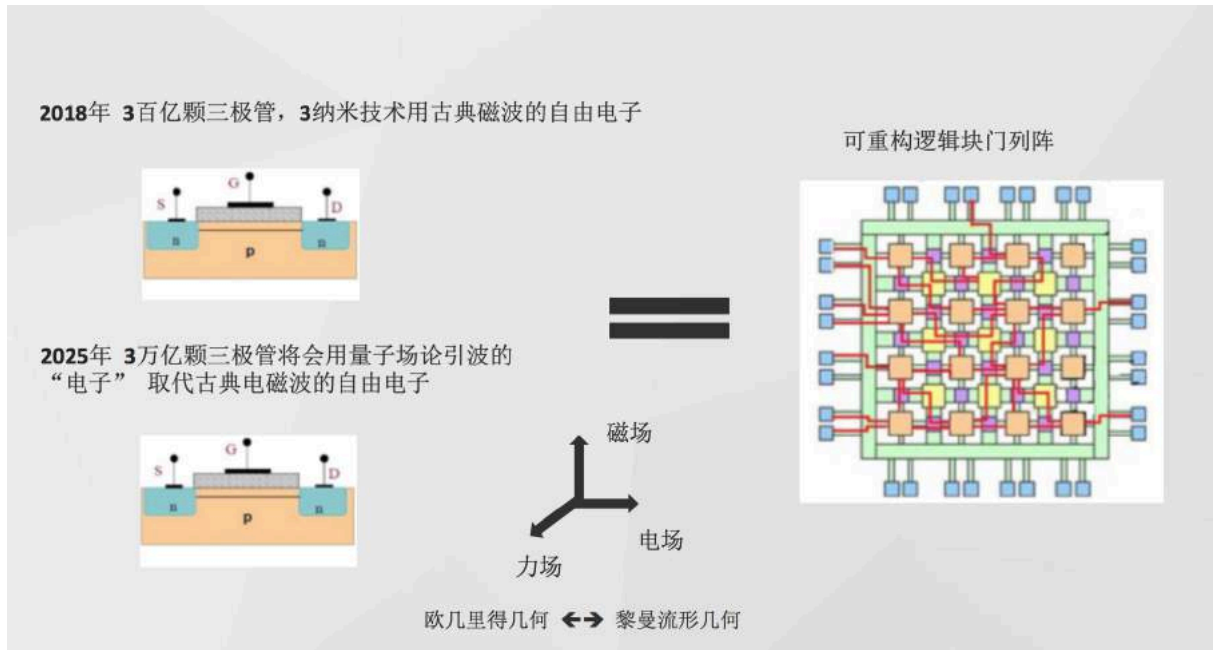 2018年 3百亿颗三极管，3纳米技术用古典磁波的自由电子
可重构逻辑块门列阵
G
S
D
n
n
p
2025年 3万亿颗三极管将会用量子场论引波的
“电子” 取代古典电磁波的自由电子
G
S
D
n
n
p
磁场
电场
力场
欧几里得几何 ←→ 黎曼流形几何